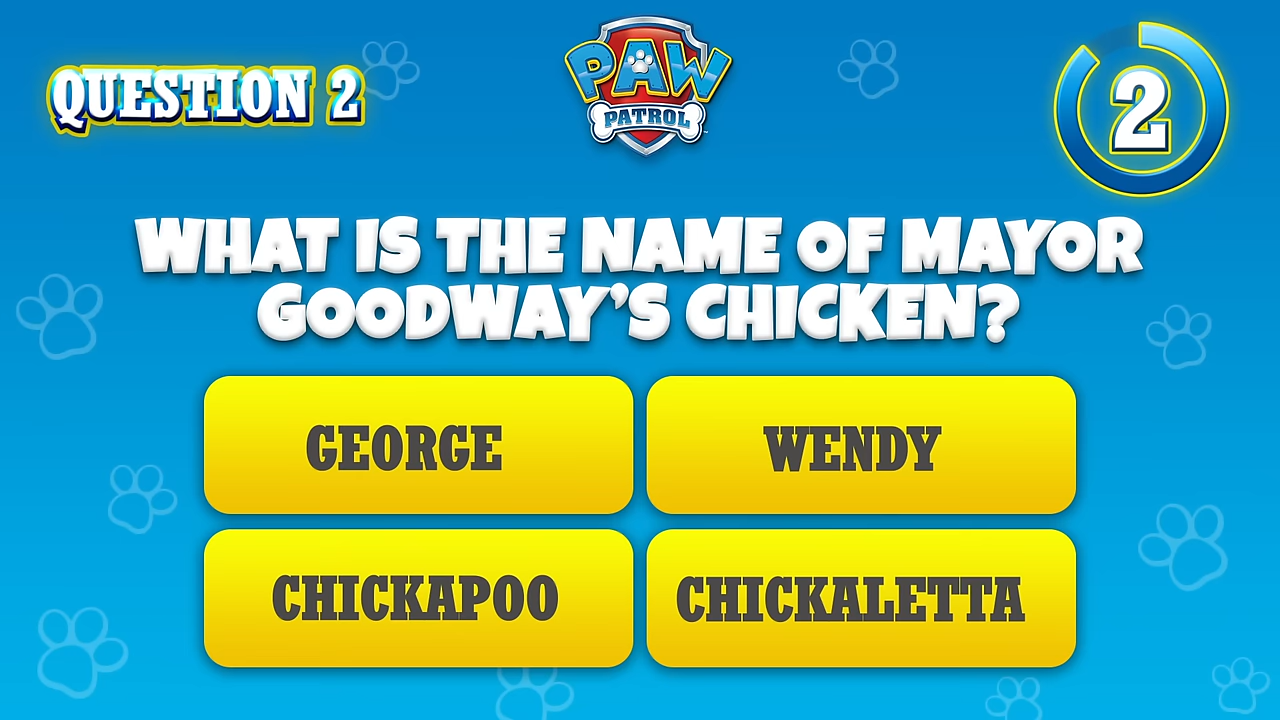 QUESTION 2
PAW
PATROL
2
WHAT IS THE NAME OF MAYOR
GOODWAY'S CHICKEN?
GEORGE
WENDY
CHICKAPOO
CHICKALETTA